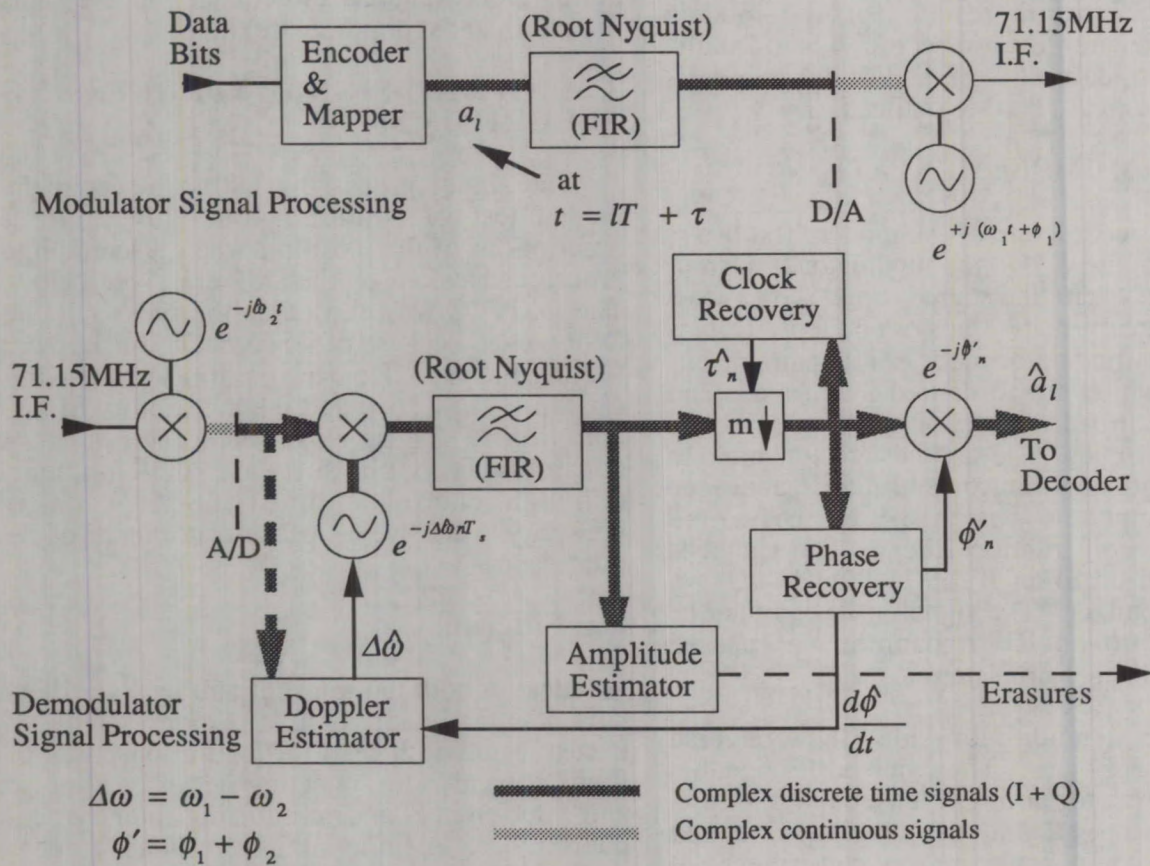 Data Bits
Encoder & Mapper
a_l
(Root Nyquist)
(FIR)
at
t = lT + τ
D/A
71.15MHz I.F.
e^{+j (ω_1 t + ϕ_1)}
Modulator Signal Processing
71.15MHz I.F.
e^{-jω̂_2 t}
A/D
e^{-jΔω̂nT_s}
(Root Nyquist)
(FIR)
Clock Recovery
τ^_n
m
e^{-jϕ̂'_n}
â_l
To Decoder
Phase Recovery
ϕ̂'_n
Δω̂
Amplitude Estimator
Erasures
dϕ̂
dt
Demodulator Signal Processing
Doppler Estimator
Δω = ω_1 − ω_2
ϕ' = ϕ_1 + ϕ_2
Complex discrete time signals (I + Q)
Complex continuous signals